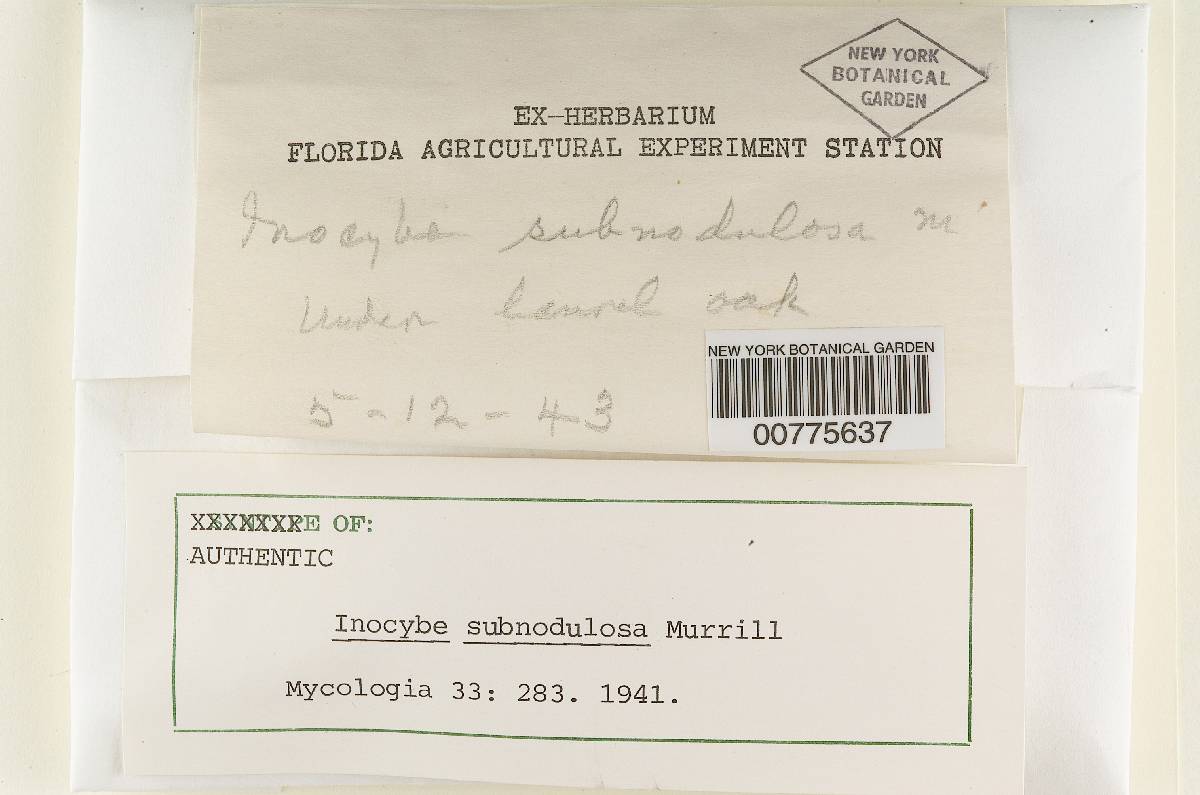 NEW YORK
BOTANICAL
GARDEN
EX-HERBARIUM
FLORIDA AGRICULTURAL EXPERIMENT STATION
Inocybe subnodulosa M
Under laurel oak
5-12-43
NEW YORK BOTANICAL GARDEN
00775637
E OF:
AUTHENTIC
Inocybe subnodulosa Murrill
Mycologia 33: 283. 1941.